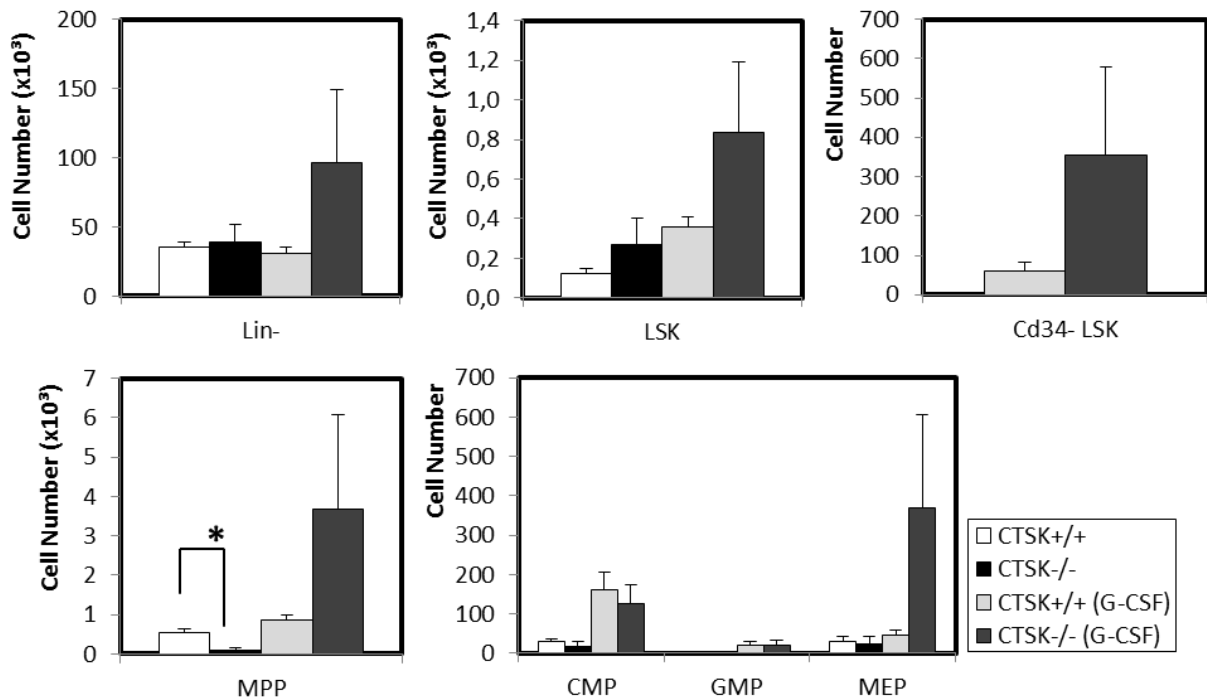 Cell Number (x10³)
200
150
100
50
0
Lin-
Cell Number (x10³)
1,4
1,2
1,0
0,8
0,6
0,4
0,2
0,0
LSK
Cell Number
700
600
500
400
300
200
100
0
Cd34- LSK
Cell Number (x10³)
7
6
5
4
3
2
1
0
*
MPP
Cell Number
700
600
500
400
300
200
100
0
CMP GMP MEP
CTSK+/+
CTSK-/-
CTSK+/+ (G-CSF)
CTSK-/- (G-CSF)